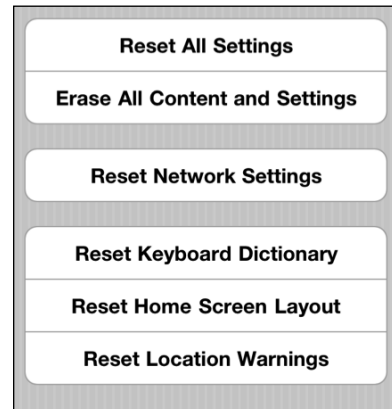 Reset All Settings
Erase All Content and Settings
Reset Network Settings
Reset Keyboard Dictionary
Reset Home Screen Layout
Reset Location Warnings